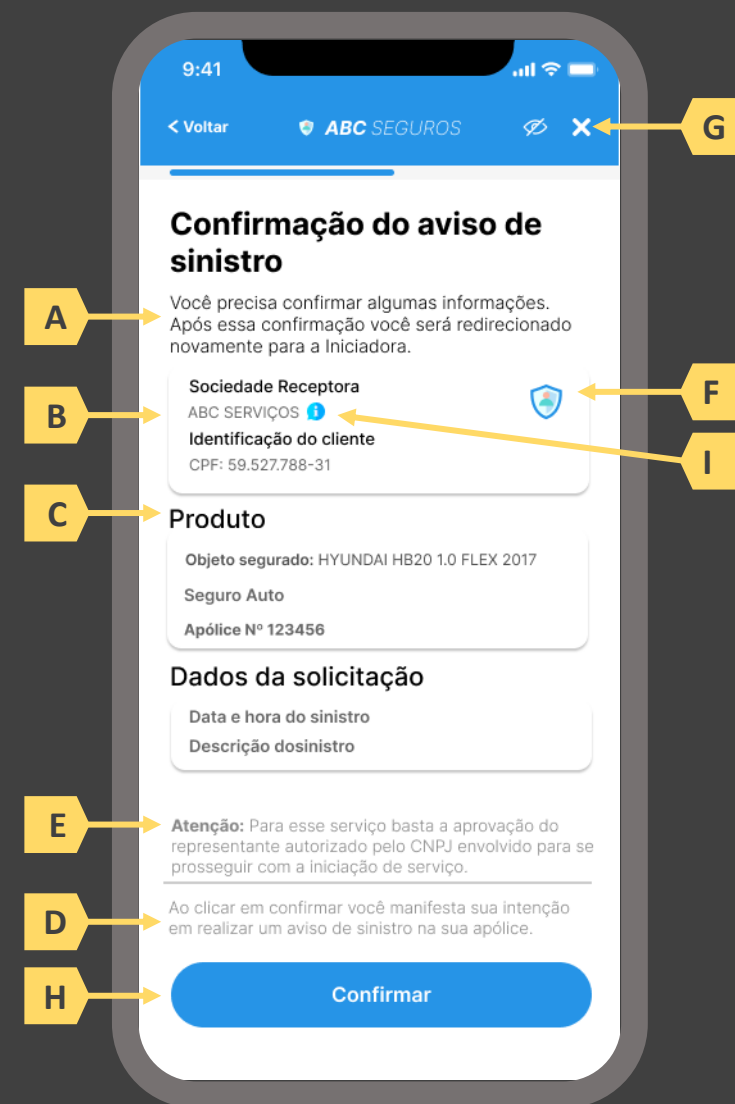 9:41
< Voltar
ABC SEGUROS
G
Confirmação do aviso de
sinistro
A
Você precisa confirmar algumas informações.
Após essa confirmação você será redirecionado
novamente para a Iniciadora.
Sociedade Receptora
F
B
ABC SERVIÇOS
Identificação do cliente
I
CPF: 59.527.788-31
C
Produto
Objeto segurado: HYUNDAI HB20 1.0 FLEX 2017
Seguro Auto
Apólice Nº 123456
Dados da solicitação
Data e hora do sinistro
Descrição dosinistro
E
Atenção: Para esse serviço basta a aprovação do
representante autorizado pelo CNPJ envolvido para se
prosseguir com a iniciação de serviço.
D
Ao clicar em confirmar você manifesta sua intenção
em realizar um aviso de sinistro na sua apólice.
H
Confirmar